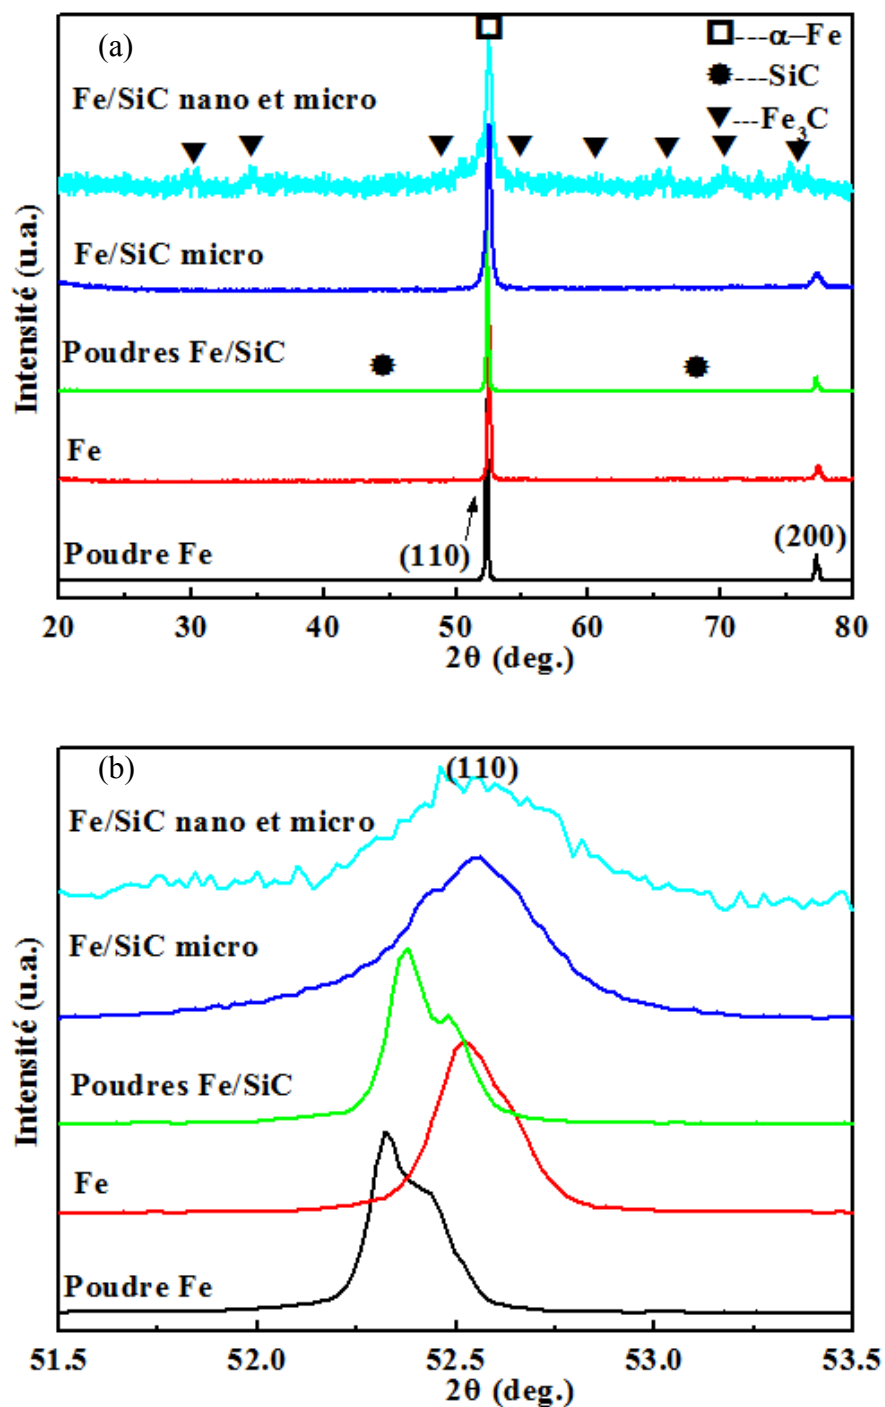 (a)
□---α–Fe
●---SiC
▼---Fe₃C
Fe/SiC nano et micro
Fe/SiC micro
Poudres Fe/SiC
Fe
Poudre Fe
(110)
(200)
Intensité (u.a.)
20 30 40 50 60 70 80
2θ (deg.)
(b)
(110)
Fe/SiC nano et micro
Fe/SiC micro
Poudres Fe/SiC
Fe
Poudre Fe
Intensité (u.a.)
51.5 52.0 52.5 53.0 53.5
2θ (deg.)